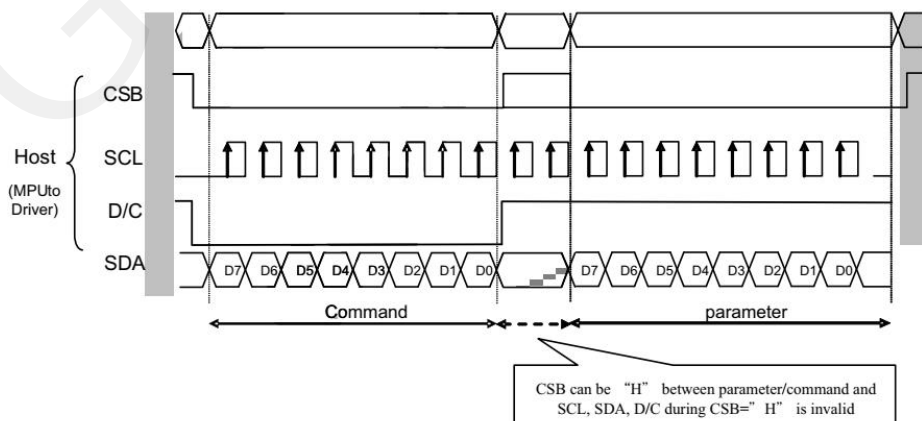 CSB
Host
(MPUto
Driver)
SCL
D/C
SDA
D7 D6 D5 D4 D3 D2 D1 D0
D7 D6 D5 D4 D3 D2 D1 D0
Command
parameter
CSB can be “H” between parameter/command and
SCL, SDA, D/C during CSB=” H” is invalid